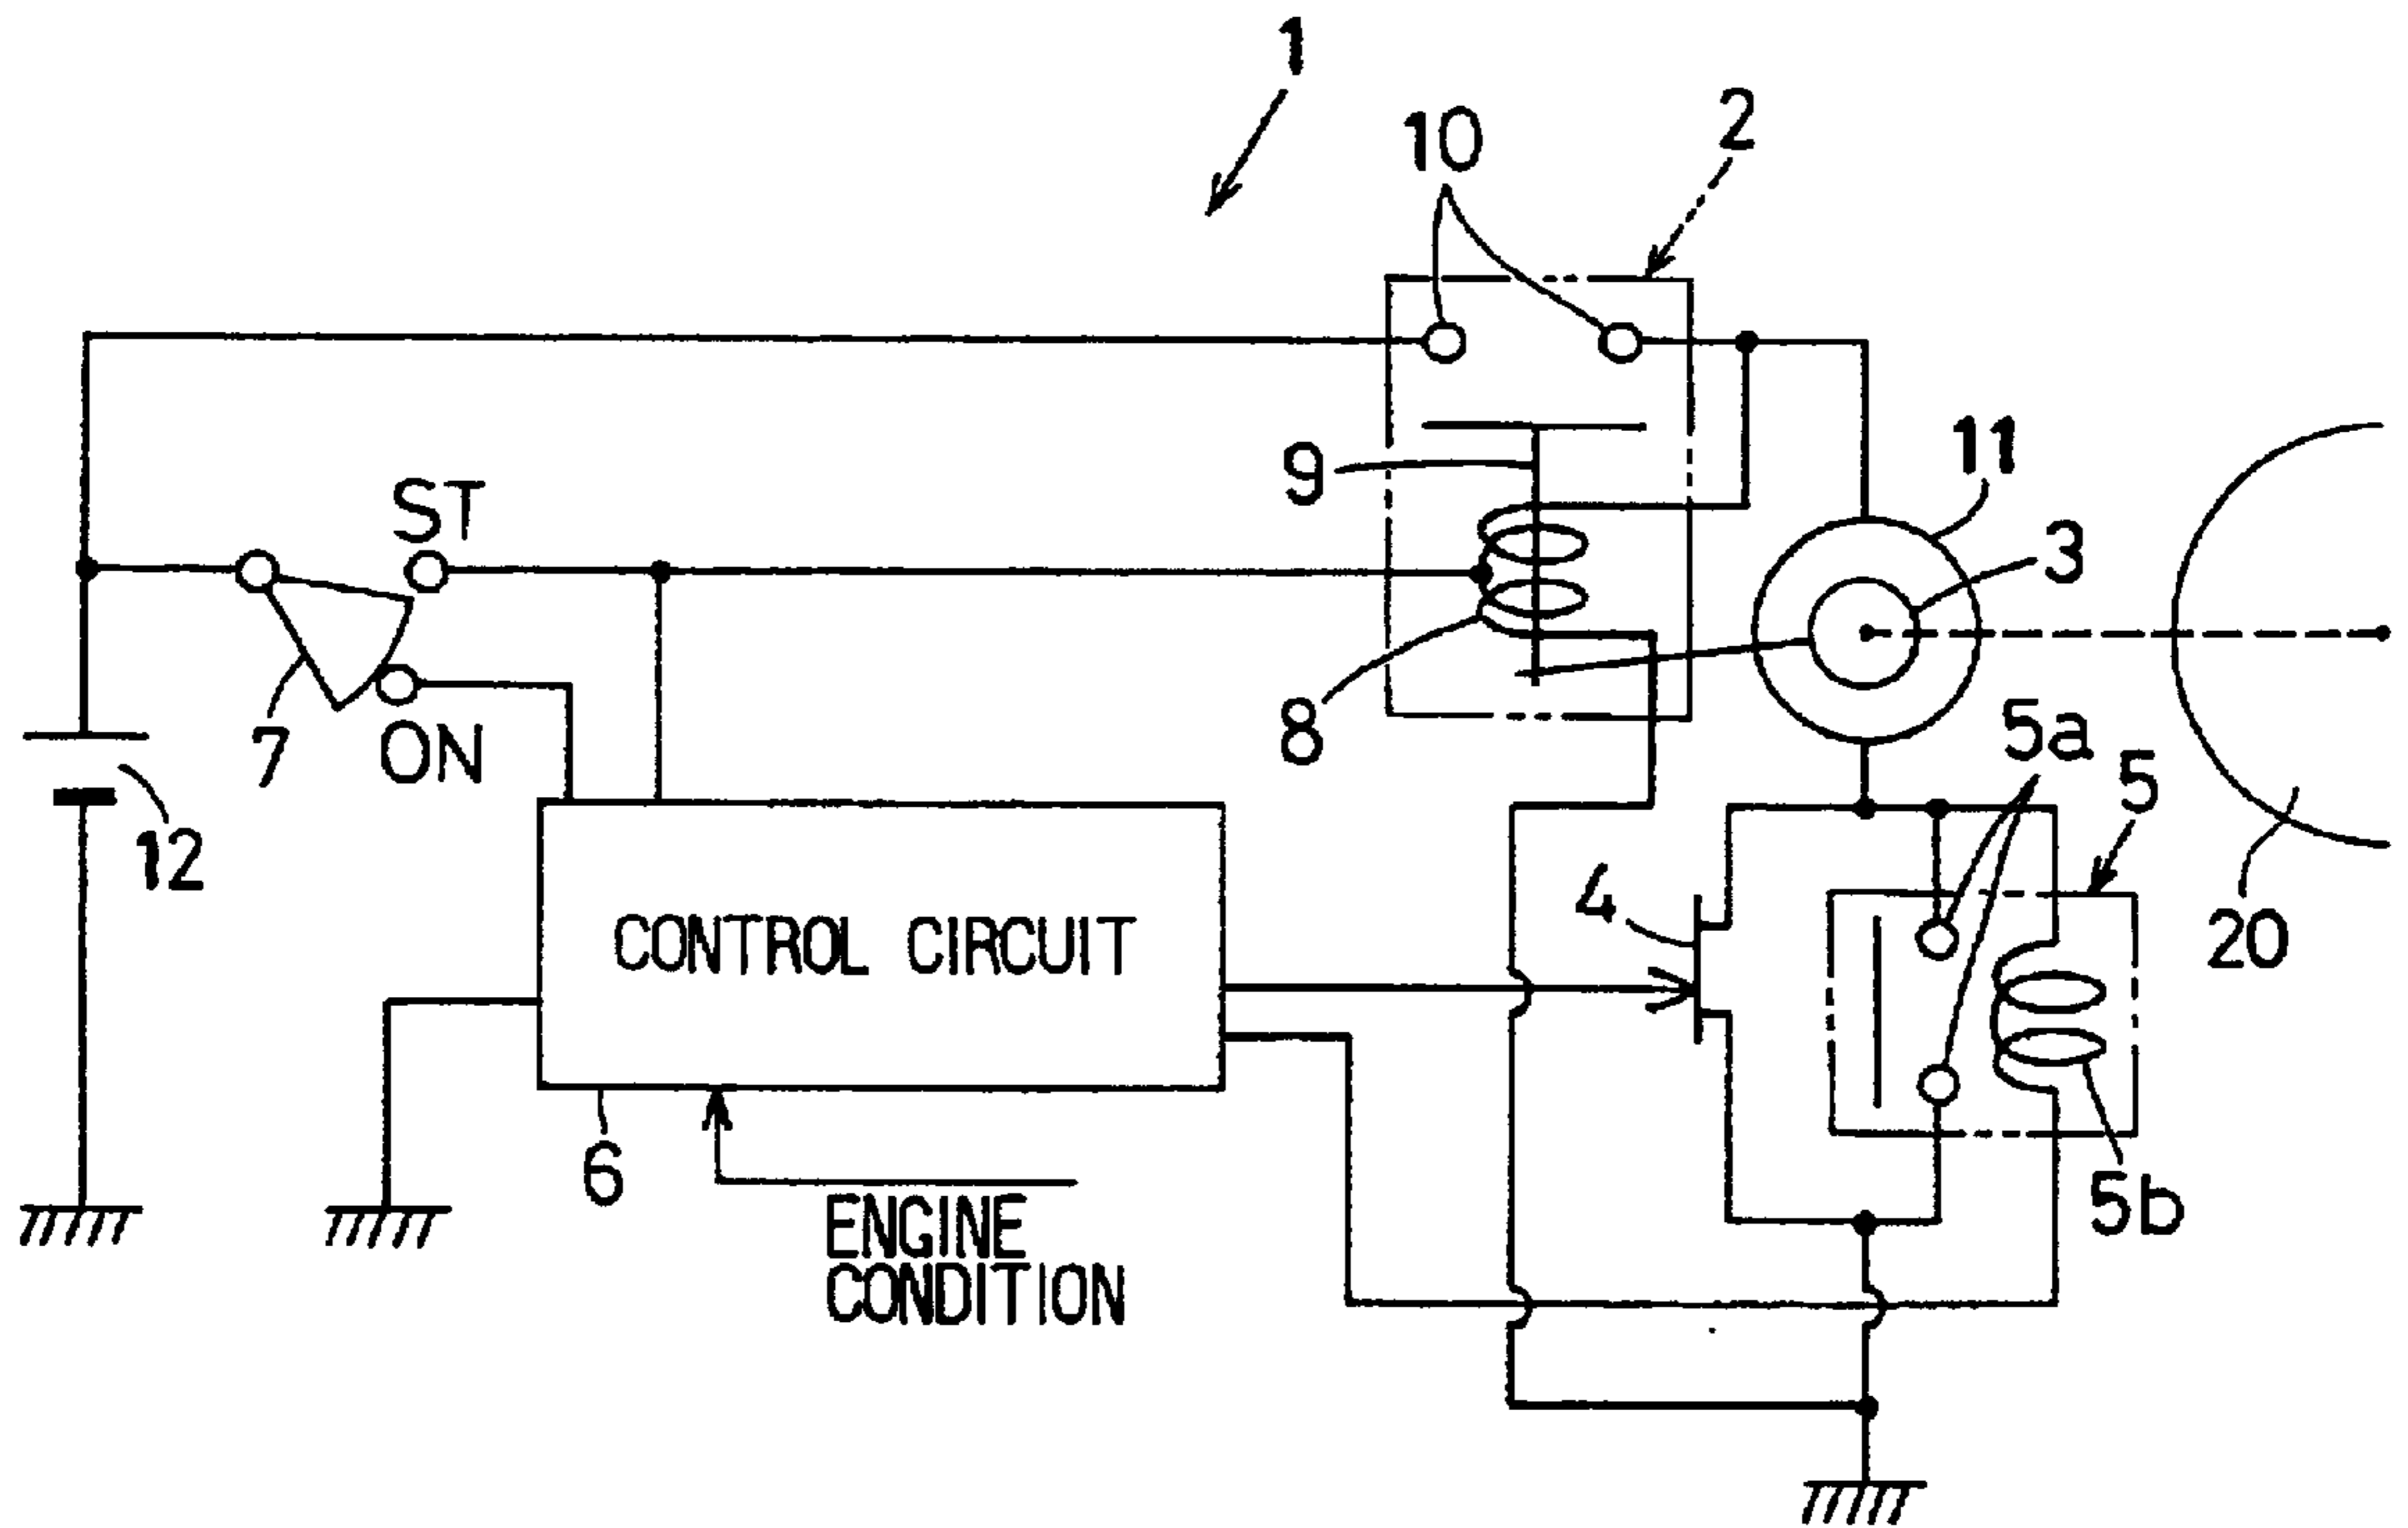 1
10
2
9
11
3
ST
8
7
ON
5a
5
12
4
20
CONTROL CIRCUIT
6
5b
ENGINE
CONDITION